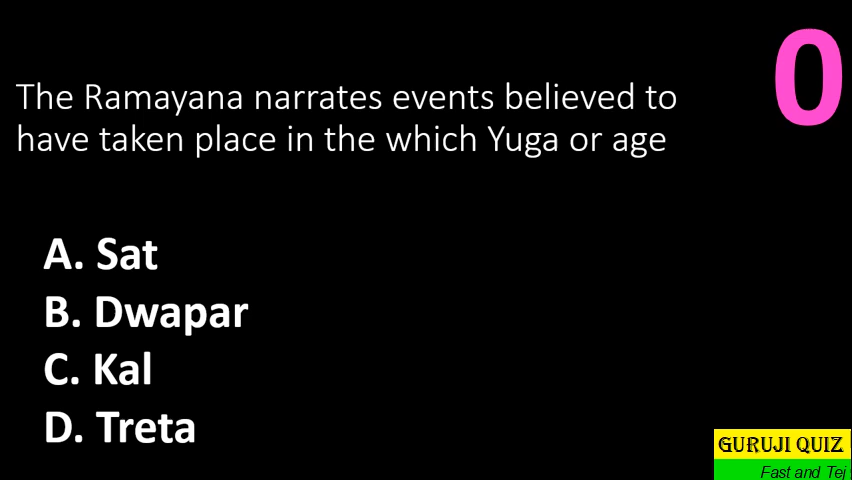 The Ramayana narrates events believed to
have taken place in the which Yuga or age
0
A. Sat
B. Dwapar
C. Kal
D. Treta
GURUJI QUIZ
Fast and Tej